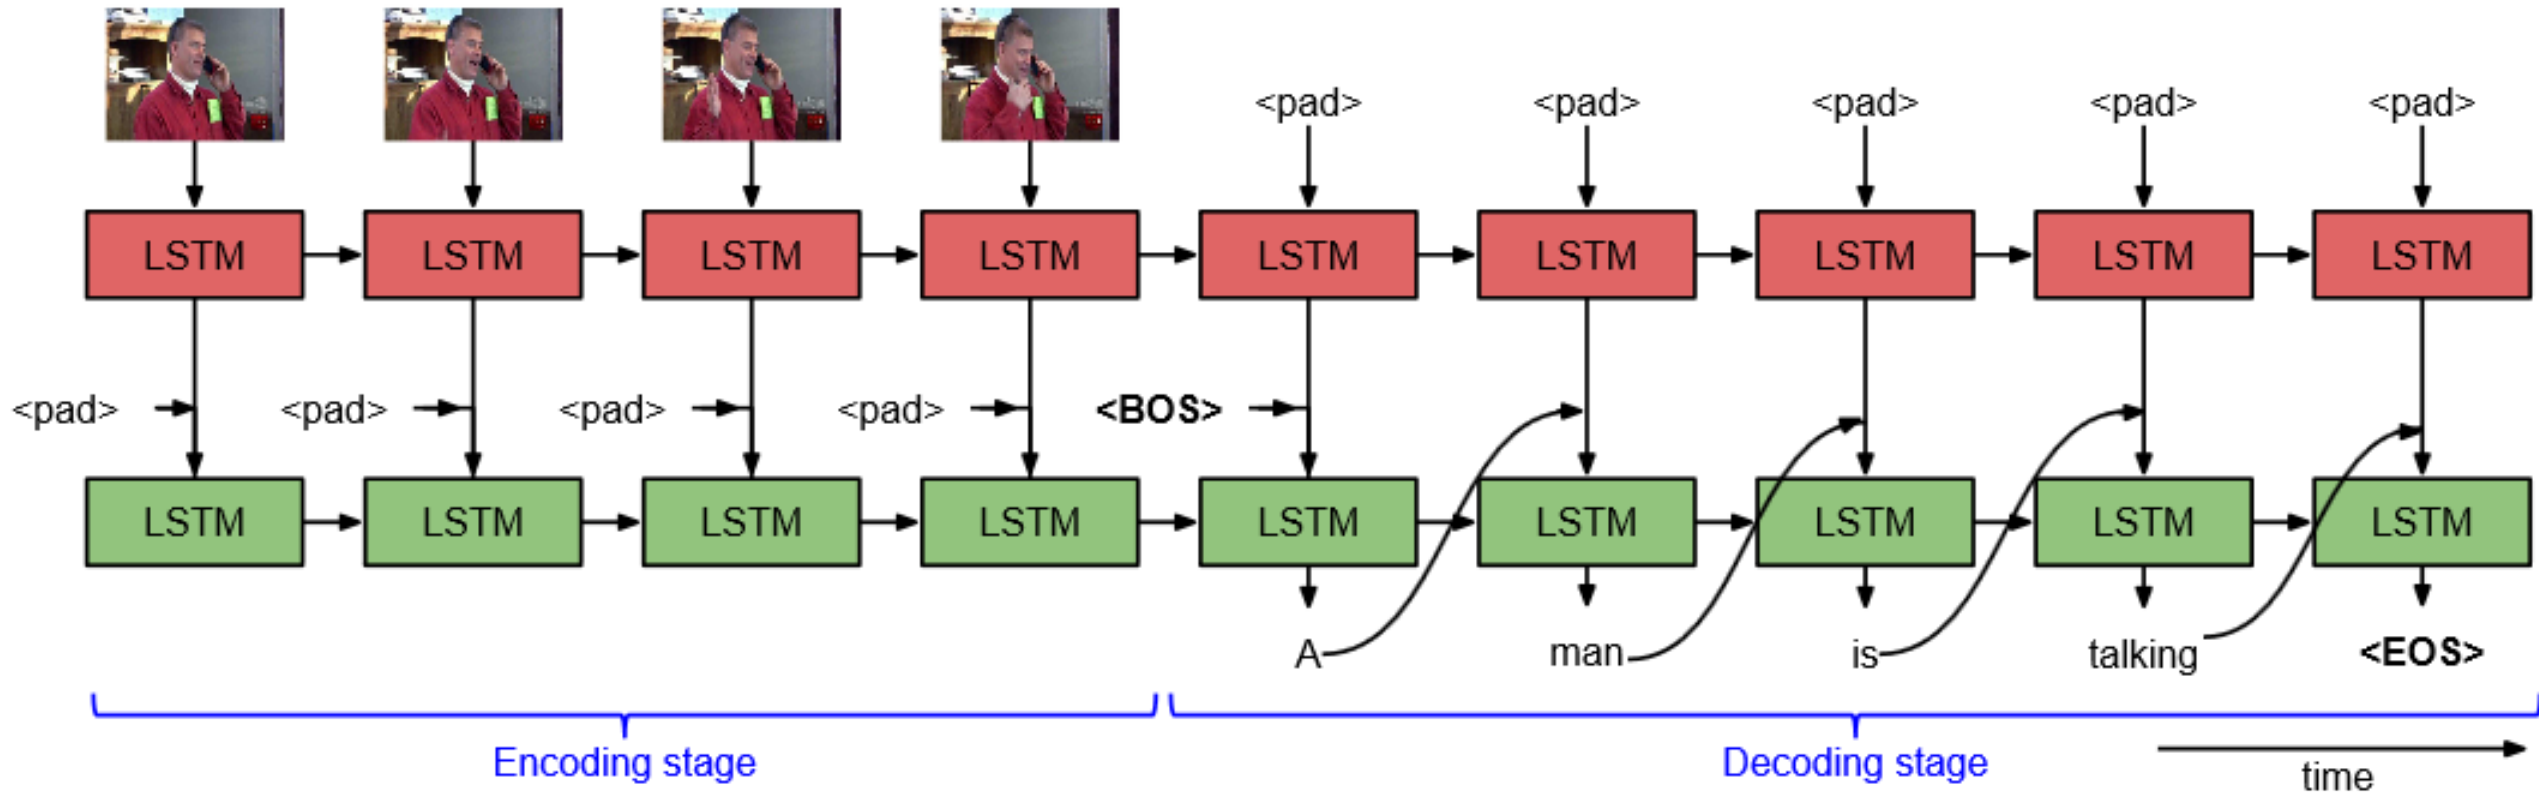 <pad> <pad> <pad> <pad> <pad>
LSTM LSTM LSTM LSTM LSTM LSTM LSTM LSTM LSTM
<pad> <pad> <pad> <pad> <BOS>
LSTM LSTM LSTM LSTM LSTM LSTM LSTM LSTM LSTM
A man is talking <EOS>
Encoding stage Decoding stage
time